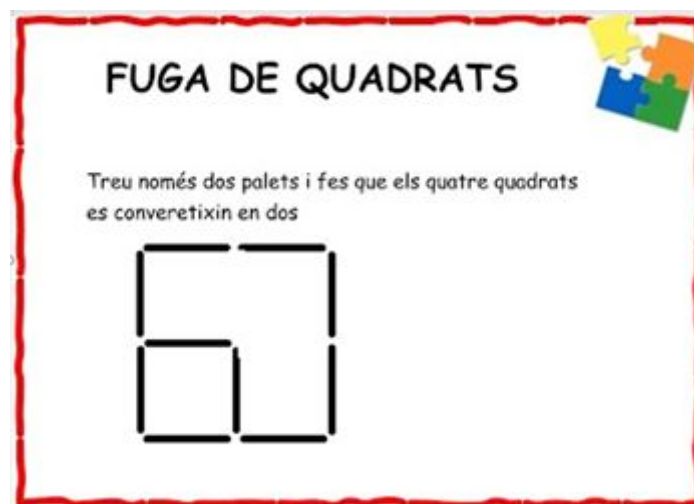 FUGA DE QUADRATS
Treu només dos palets i fes que els quatre quadrats
es converetixin en dos